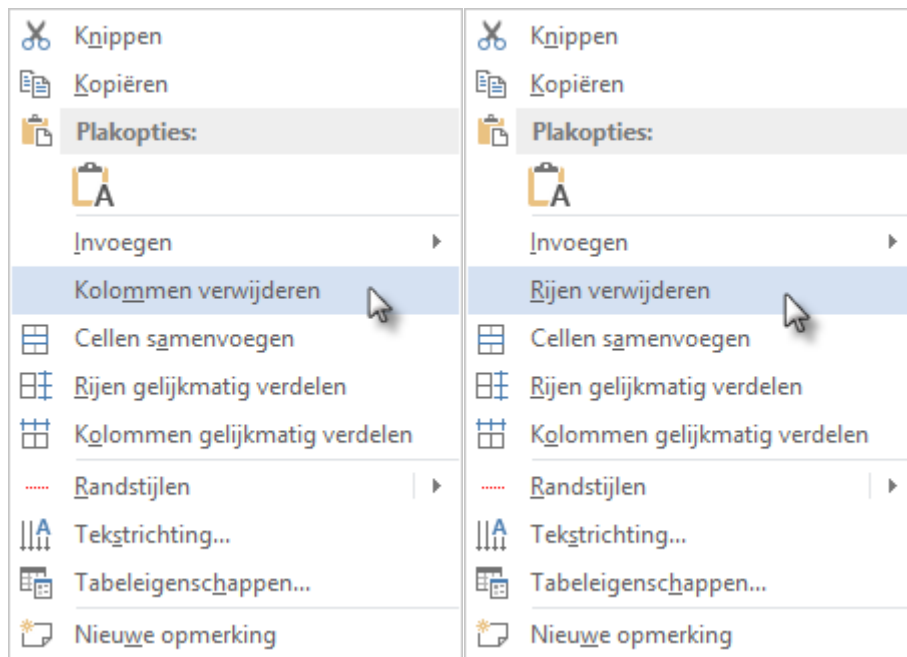 Knippen
Kopiëren
Plakopties:
A
Invoegen
Kolommen verwijderen
Cellen samenvoegen
Rijen gelijkmatig verdelen
Kolommen gelijkmatig verdelen
Randstijlen
A
Tekstrichting...
Tabeleigenschappen...
Nieuwe opmerking
Knippen
Kopiëren
Plakopties:
A
Invoegen
Rijen verwijderen
Cellen samenvoegen
Rijen gelijkmatig verdelen
Kolommen gelijkmatig verdelen
Randstijlen
A
Tekstrichting...
Tabeleigenschappen...
Nieuwe opmerking